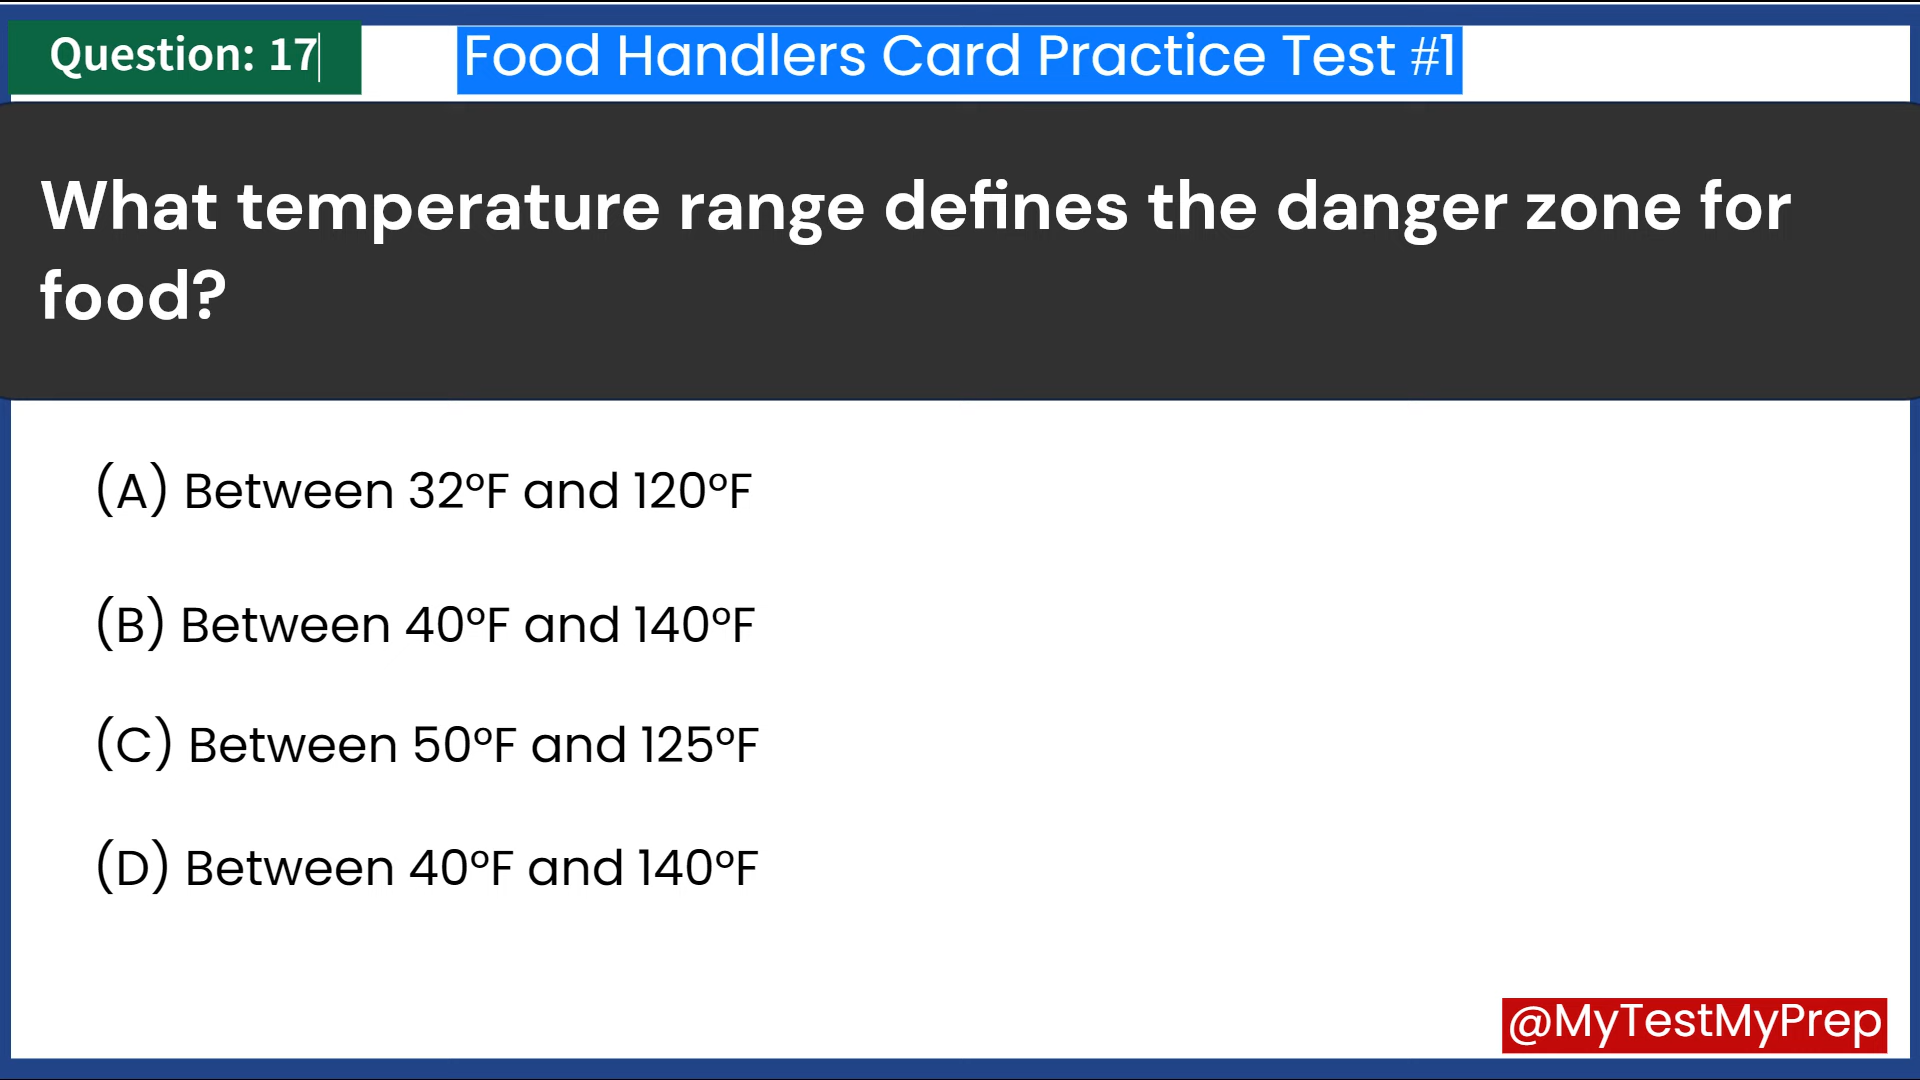 Question: 17
Food Handlers Card Practice Test #1
What temperature range defines the danger zone for
food?
(A) Between 32°F and 120°F
(B) Between 40°F and 140°F
(C) Between 50°F and 125°F
(D) Between 40°F and 140°F
@MyTestMyPrep